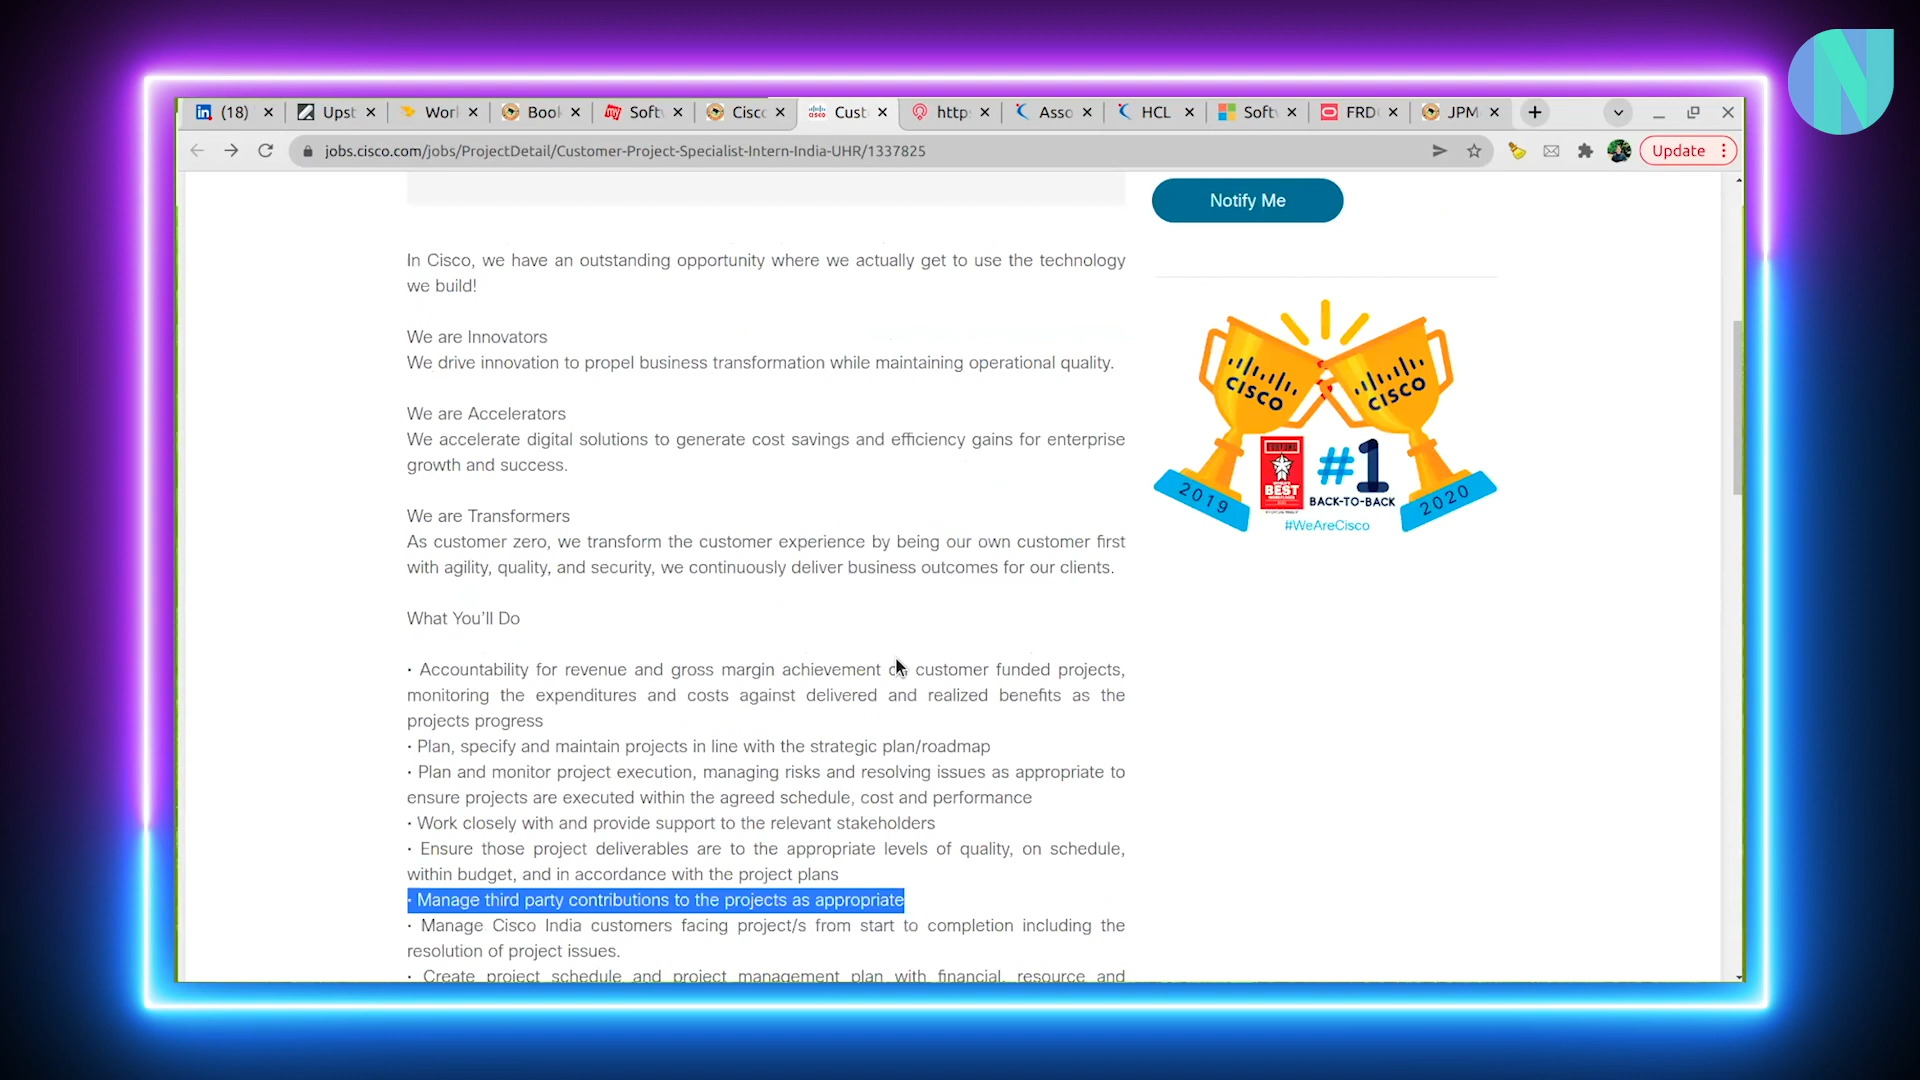 (18)
Upst
Worl
Book
Softv
Cisco
Cust
http
Asso
HCL
Softv
FRD
JPM
jobs.cisco.com/jobs/ProjectDetail/Customer-Project-Specialist-Intern-India-UHR/1337825
Update
Notify Me
In Cisco, we have an outstanding opportunity where we actually get to use the technology
we build!
We are Innovators
We drive innovation to propel business transformation while maintaining operational quality.
We are Accelerators
We accelerate digital solutions to generate cost savings and efficiency gains for enterprise
growth and success.
We are Transformers
As customer zero, we transform the customer experience by being our own customer first
with agility, quality, and security, we continuously deliver business outcomes for our clients.
What You'll Do
· Accountability for revenue and gross margin achievement customer funded projects,
monitoring the expenditures and costs against delivered and realized benefits as the
projects progress
· Plan, specify and maintain projects in line with the strategic plan/roadmap
· Plan and monitor project execution, managing risks and resolving issues as appropriate to
ensure projects are executed within the agreed schedule, cost and performance
· Work closely with and provide support to the relevant stakeholders
· Ensure those project deliverables are to the appropriate levels of quality, on schedule,
within budget, and in accordance with the project plans
· Manage third party contributions to the projects as appropriate
· Manage Cisco India customers facing project/s from start to completion including the
resolution of project issues.
· Create project schedule and project management plan with financial, resource and
CISCO
CISCO
BEST
#1
BACK-TO-BACK
2019
2020
#WeAreCisco
N